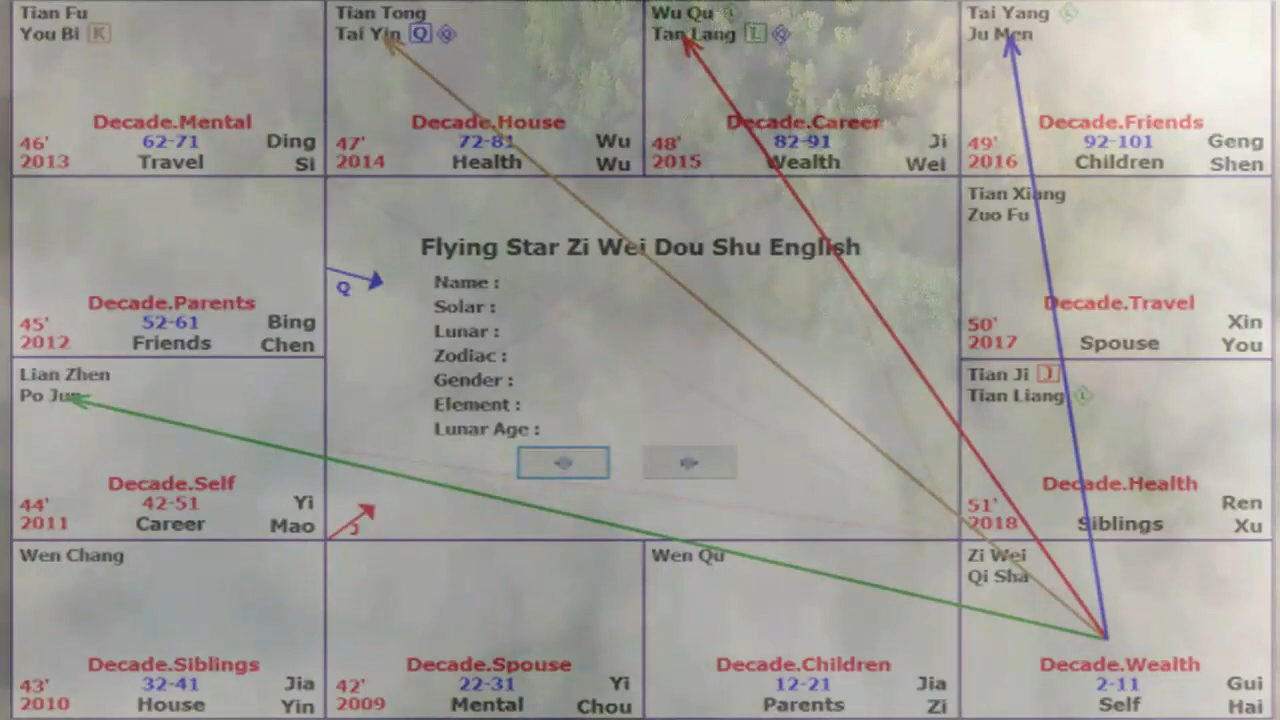 Tian Fu
You Bi K
Decade.Mental
46' 62-71 Ding
2013 Travel Si
Tian Tong
Tai Yin Q Q
Decade.House
47' 72-81 Wu
2014 Health Wu
Wu Qu L
Tan Lang L Q
Decade.Career
48' 82-91 Ji
2015 Wealth Wei
Tai Yang L
Ju Men
Decade.Friends
49' 92-101 Geng
2016 Children Shen
Decade.Parents
45' 52-61 Bing
2012 Friends Chen
Q
Flying Star Zi Wei Dou Shu English
Name :
Solar :
Lunar :
Zodiac :
Gender :
Element :
Lunar Age :
Tian Xiang
Zuo Fu
Decade.Travel
50' Xin
2017 Spouse You
Lian Zhen
Po Jun
Decade.Self
44' 42-51 Yi
2011 Career Mao
J
Tian Ji J
Tian Liang L
Decade.Health
51' Ren
2018 Siblings Xu
Wen Chang
Decade.Siblings
43' 32-41 Jia
2010 House Yin
Decade.Spouse
42' 22-31 Yi
2009 Mental Chou
Wen Qu
Decade.Children
12-21 Jia
Parents Zi
Zi Wei
Qi Sha
Decade.Wealth
2-11 Gui
Self Hai